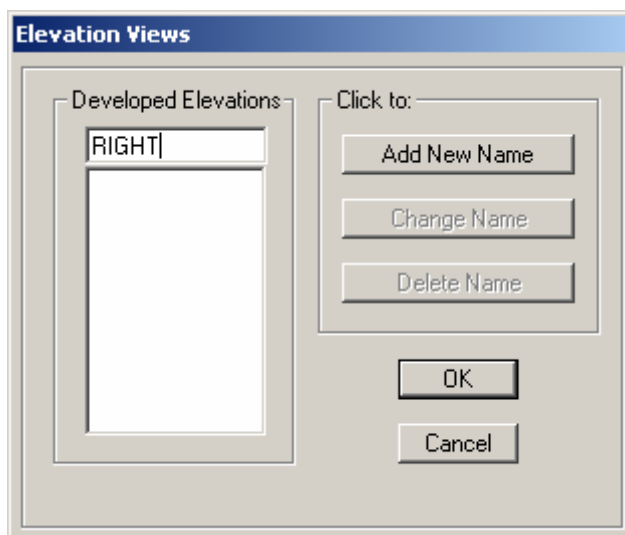 Elevation Views
Developed Elevations
RIGHT
Click to:
Add New Name
Change Name
Delete Name
OK
Cancel